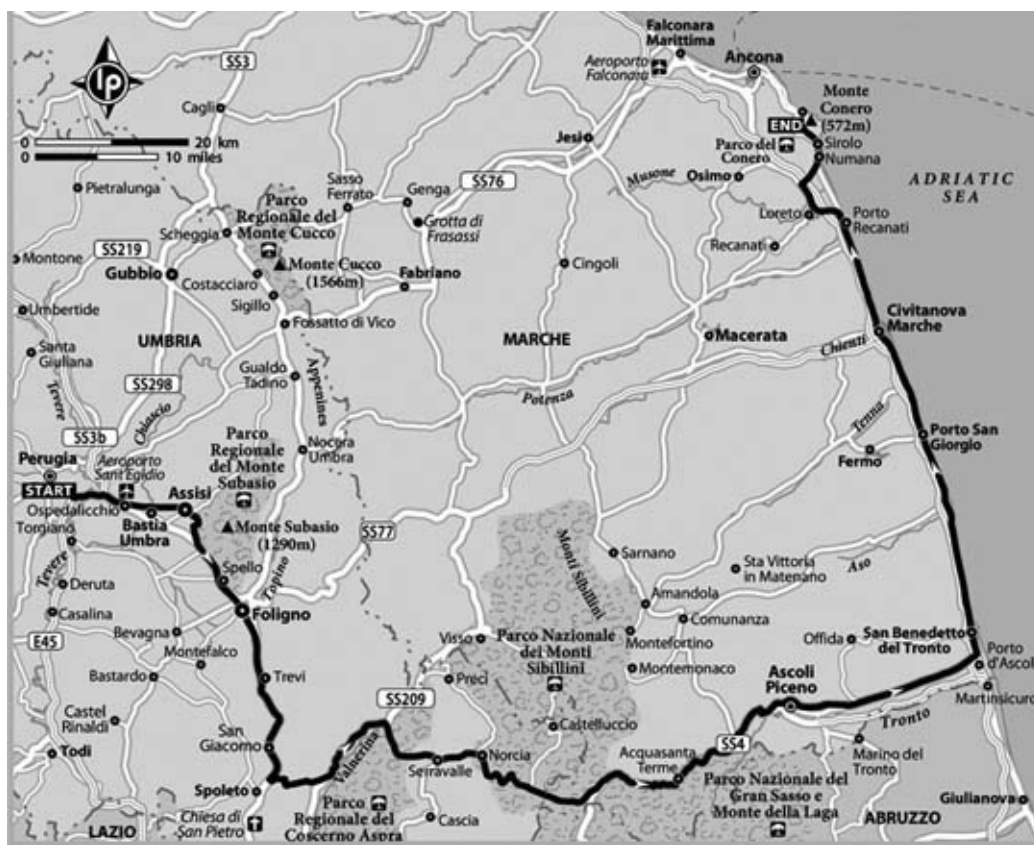 lp
0 20 km
0 10 miles
SS3
Cagli
Falconara
Marittima
Aeroporto
Falconara
Ancona
Monte
Conero
(572m)
END
Parco del
Conero
Sirolo
Numana
Jesi
Osimo
Musone
ADRIATIC
SEA
Pietralunga
Sasso
Ferrato
Genga
SS76
Grotta di
Frasassi
Parco
Regionale del
Monte Cucco
Scheggia
SS219
Montone
Gubbio
Costacciaro
Monte Cucco
(1566m)
Sigillo
Fabriano
Cingoli
Loreto
Recanati
Porto
Recanati
Umbertide
Fossatto di Vico
UMBRIA
MARCHE
Macerata
Civitanova
Marche
Chienti
Santa
Giuliana
Tevere
SS298
Chiascio
Gualdo
Tadino
Appenines
Potenza
SS3b
Perugia
Aeroporto
Sant'Egidio
Parco
Regionale
del Monte
Subasio
Nocera
Umbra
Tenna
Fermo
Porto San
Giorgio
START
Ospedalicchio
Assisi
Torgiano
Bastia
Umbra
Monte Subasio
(1290m)
SS77
Tevere
Deruta
Spello
Topino
Monti Sibillini
Sarnano
Sta Vittoria
in Matenano
Aso
Casalina
Foligno
Amandola
Comunanza
E45
Bevagna
Montefalco
Visso
Parco Nazionale
dei Monti
Sibillini
Montefortino
Offida
San Benedetto
del Tronto
Bastardo
Trevi
Preci
Montemonaco
Porto
d'Ascoli
SS209
Ascoli
Piceno
Martinsicuro
Castel
Rinaldi
Castelluccio
Tronto
Todi
San
Giacomo
Valnerina
Serravalle
Norcia
Acquasanta
Terme
SS4
Marino del
Tronto
Spoleto
Parco
Regionale del
Coscerno Aspra
Parco Nazionale del
Gran Sasso e
Monte della Laga
Giulianova
LAZIO
Chiesa di
San Pietro
Cascia
ABRUZZO